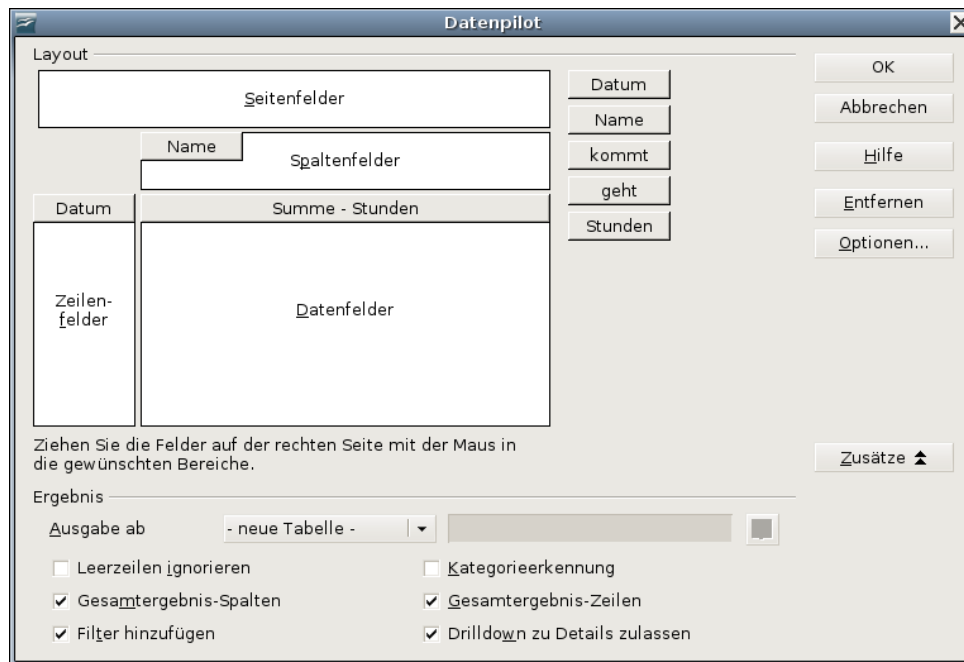 Datenpilot
Layout
Seitenfelder
Name
Spaltenfelder
Datum
Summe - Stunden
Zeilen-
felder
Datenfelder
Datum
Name
kommt
geht
Stunden
OK
Abbrechen
Hilfe
Entfernen
Optionen...
Ziehen Sie die Felder auf der rechten Seite mit der Maus in
die gewünschten Bereiche.
Zusätze
Ergebnis
Ausgabe ab
- neue Tabelle -
Leerzeilen ignorieren
Kategorieerkennung
Gesamtergebnis-Spalten
Gesamtergebnis-Zeilen
Filter hinzufügen
Drilldown zu Details zulassen